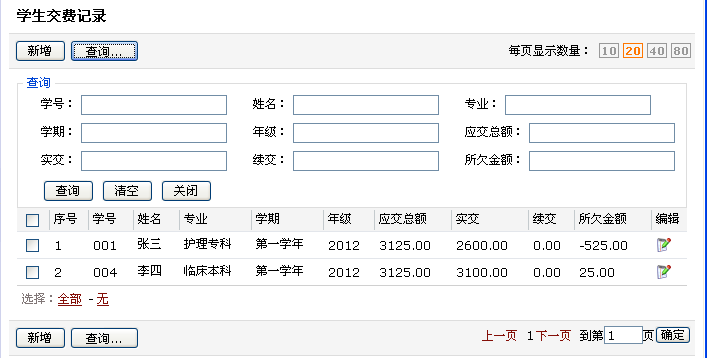 学生交费记录
新增 查询... 每页显示数量： 10 20 40 80
查询
学号： 姓名： 专业：
学期： 年级： 应交总额：
实交： 续交： 所欠金额：
查询 清空 关闭
序号 学号 姓名 专业 学期 年级 应交总额 实交 续交 所欠金额 编辑
1 001 张三 护理专科 第一学年 2012 3125.00 2600.00 0.00 -525.00
2 004 李四 临床本科 第一学年 2012 3125.00 3100.00 0.00 25.00
选择：全部 - 无
新增 查询... 上一页 1下一页 到第1页 确定